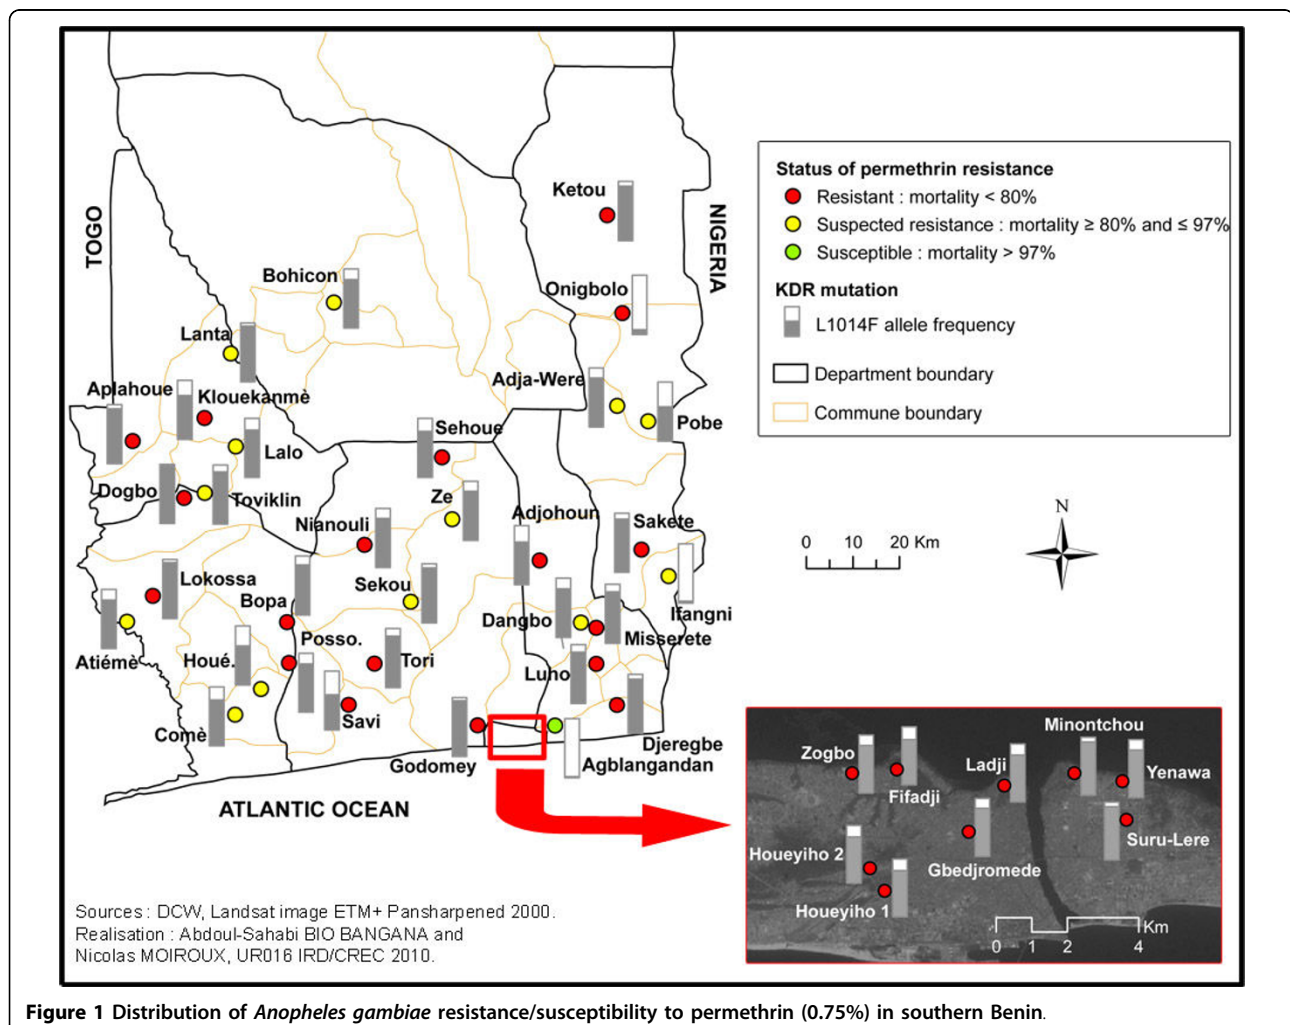 Status of permethrin resistance
Resistant : mortality < 80%
Suspected resistance : mortality ≥ 80% and ≤ 97%
Susceptible : mortality > 97%
KDR mutation
L1014F allele frequency
Department boundary
Commune boundary
TOGO
NIGERIA
Ketou
Bohicon
Onigbolo
Lanta
Aplahoue
Klouekanmè
Adja-Were
Pobe
Sehoue
Lalo
Dogbo
Toviklin
Ze
Nianouli
Adjohoun
Sakete
N
0 10 20 Km
Lokossa
Bopa
Sekou
Ifangni
Dangbo
Misserete
Atiémè
Houé.
Posso.
Tori
Luho
Savi
Comè
Godomey
Djeregbe
Agblangandan
ATLANTIC OCEAN
Minontchou
Zogbo
Ladji
Yenawa
Fifadji
Suru-Lere
Houeyiho 2
Gbedjromede
Houeyiho 1
Km
0 1 2 4
Sources : DCW, Landsat image ETM+ Pansharpened 2000.
Realisation : Abdoul-Sahabi BIO BANGANA and
Nicolas MOIROUX, UR016 IRD/CREC 2010.
Figure 1 Distribution of Anopheles gambiae resistance/susceptibility to permethrin (0.75%) in southern Benin.